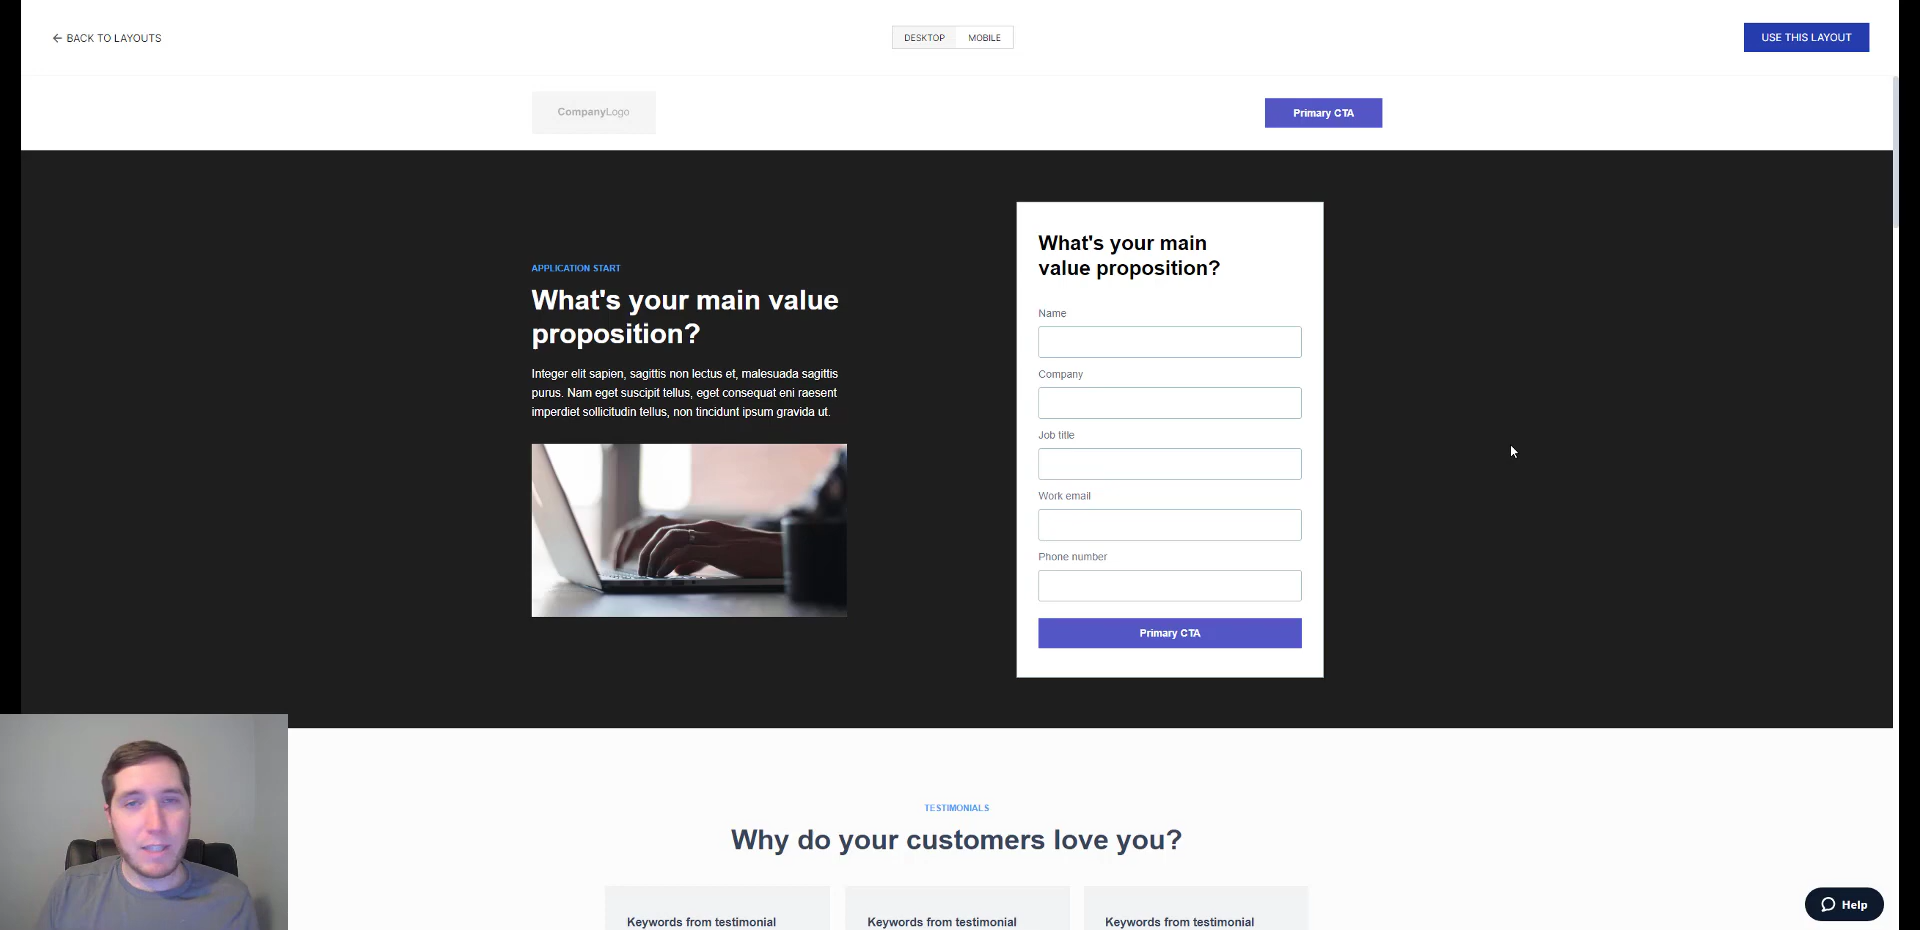 BACK TO LAYOUTS
DESKTOP
MOBILE
USE THIS LAYOUT
CompanyLogo
Primary CTA
APPLICATION START
What's your main value
proposition?
Integer elit sapien, sagittis non lectus et, malesuada sagittis
purus. Nam eget suscipit tellus, eget consequat eni raesent
imperdiet sollicitudin tellus, non tincidunt ipsum gravida ut.
What's your main
value proposition?
Name
Company
Job title
Work email
Phone number
Primary CTA
TESTIMONIALS
Why do your customers love you?
Keywords from testimonial
Keywords from testimonial
Keywords from testimonial
Help